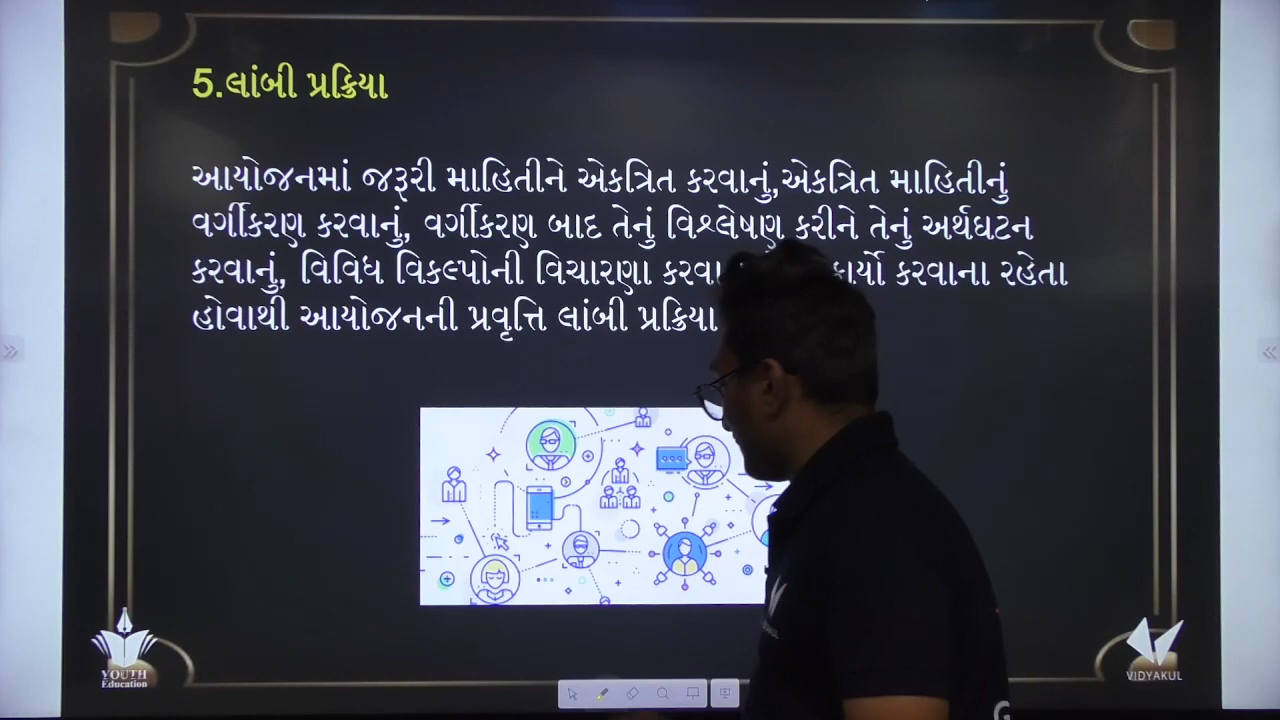 5.લાંબી પ્રક્રિયા
આયોજનમાં જરૂરી માહિતીને એકત્રિત કરવાનું,એકત્રિત માહિતીનું
વર્ગીકરણ કરવાનું, વર્ગીકરણ બાદ તેનું વિશ્લેષણ કરીને તેનું અર્થઘટન
કરવાનું, વિવિધ વિકલ્પોની વિચારણા કરવા કાર્યો કરવાના રહેતા
હોવાથી આયોજનની પ્રવૃત્તિ લાંબી પ્રક્રિયા
YOUTH
Education
VIDYAKUL